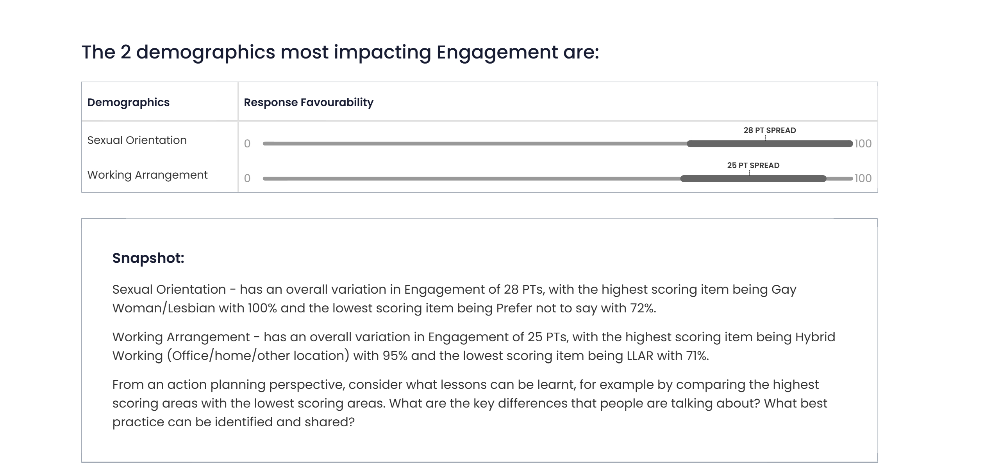 The 2 demographics most impacting Engagement are:
Demographics
Response Favourability
Sexual Orientation
0
28 PT SPREAD
100
Working Arrangement
0
25 PT SPREAD
100
Snapshot:
Sexual Orientation - has an overall variation in Engagement of 28 PTs, with the highest scoring item being Gay
Woman/Lesbian with 100% and the lowest scoring item being Prefer not to say with 72%.
Working Arrangement - has an overall variation in Engagement of 25 PTs, with the highest scoring item being Hybrid
Working (Office/home/other location) with 95% and the lowest scoring item being LLAR with 71%.
From an action planning perspective, consider what lessons can be learnt, for example by comparing the highest
scoring areas with the lowest scoring areas. What are the key differences that people are talking about? What best
practice can be identified and shared?